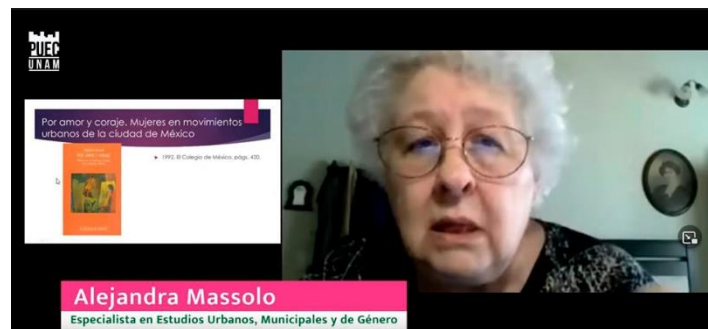 PUEC
UNAM
Por amor y coraje. Mujeres en movimientos
urbanos de la ciudad de México
1992. El Colegio de México, págs. 450.
Alejandra Massolo
Especialista en Estudios Urbanos, Municipales y de Género